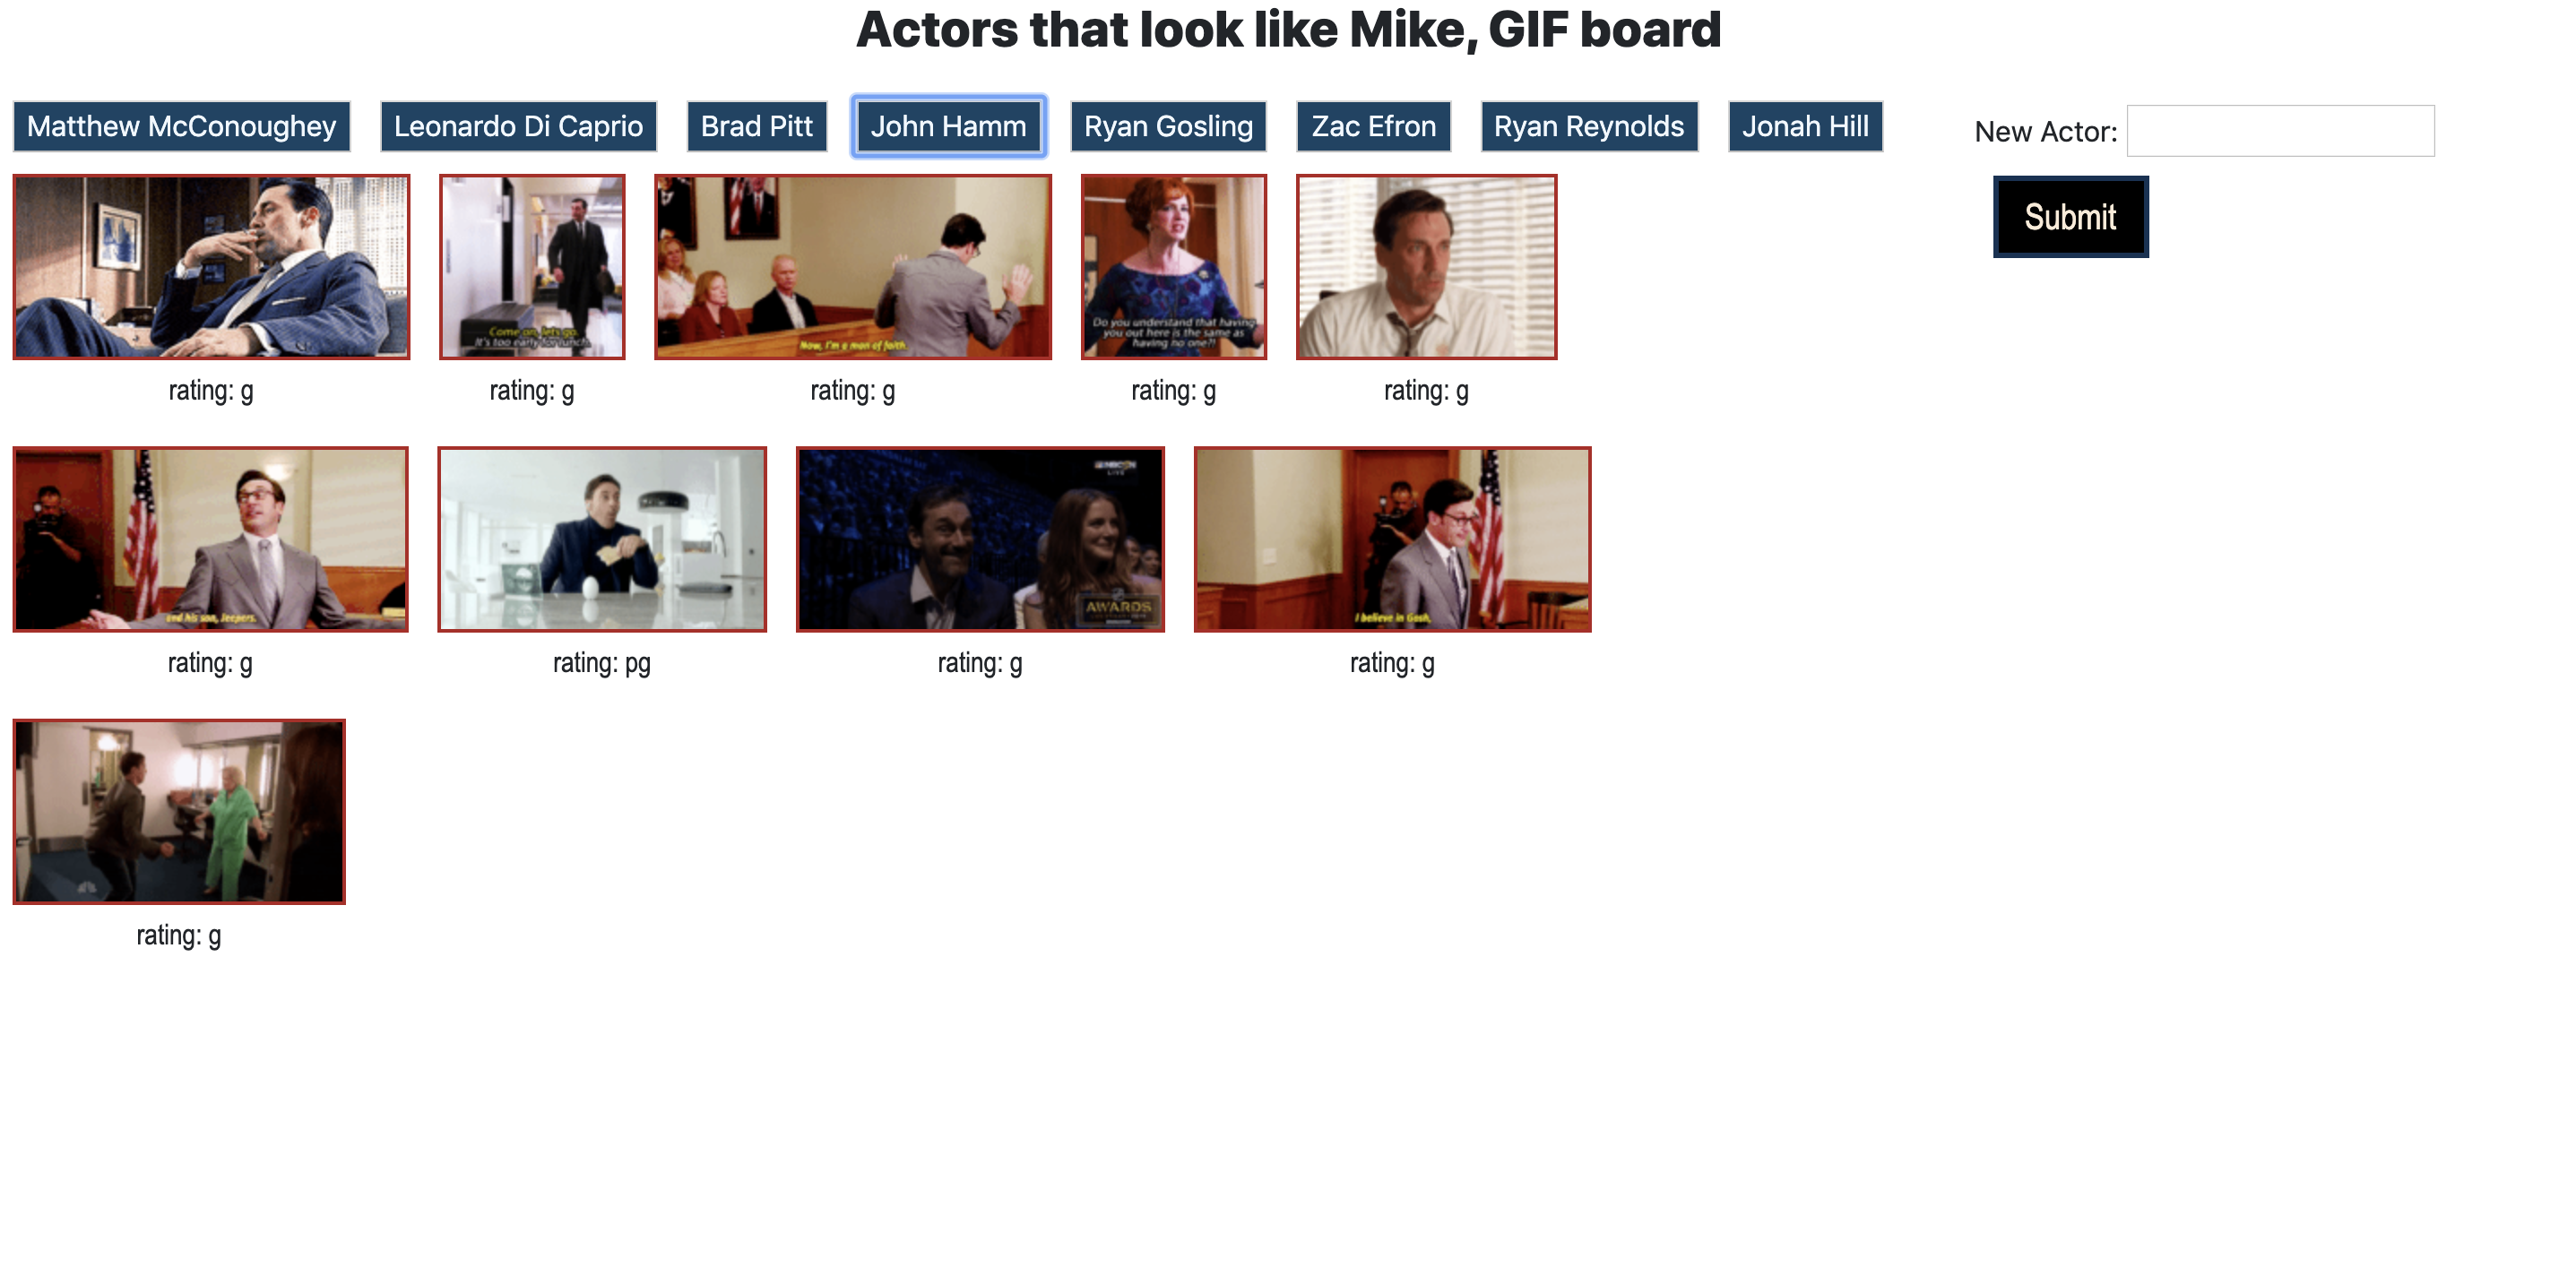 Actors that look like Mike, GIF board
Matthew McConoughey
Leonardo Di Caprio
Brad Pitt
John Hamm
Ryan Gosling
Zac Efron
Ryan Reynolds
Jonah Hill
New Actor:
Submit
Come on, lets go.
It's too early for lunch.
Now, I'm a man of faith.
Do you understand that having
you out here is the same as
having no one?!
rating: g
rating: g
rating: g
rating: g
rating: g
and his son, Jeepers.
NBCSN
LIVE
AWARDS
I believe in Gosh,
rating: g
rating: pg
rating: g
rating: g
rating: g